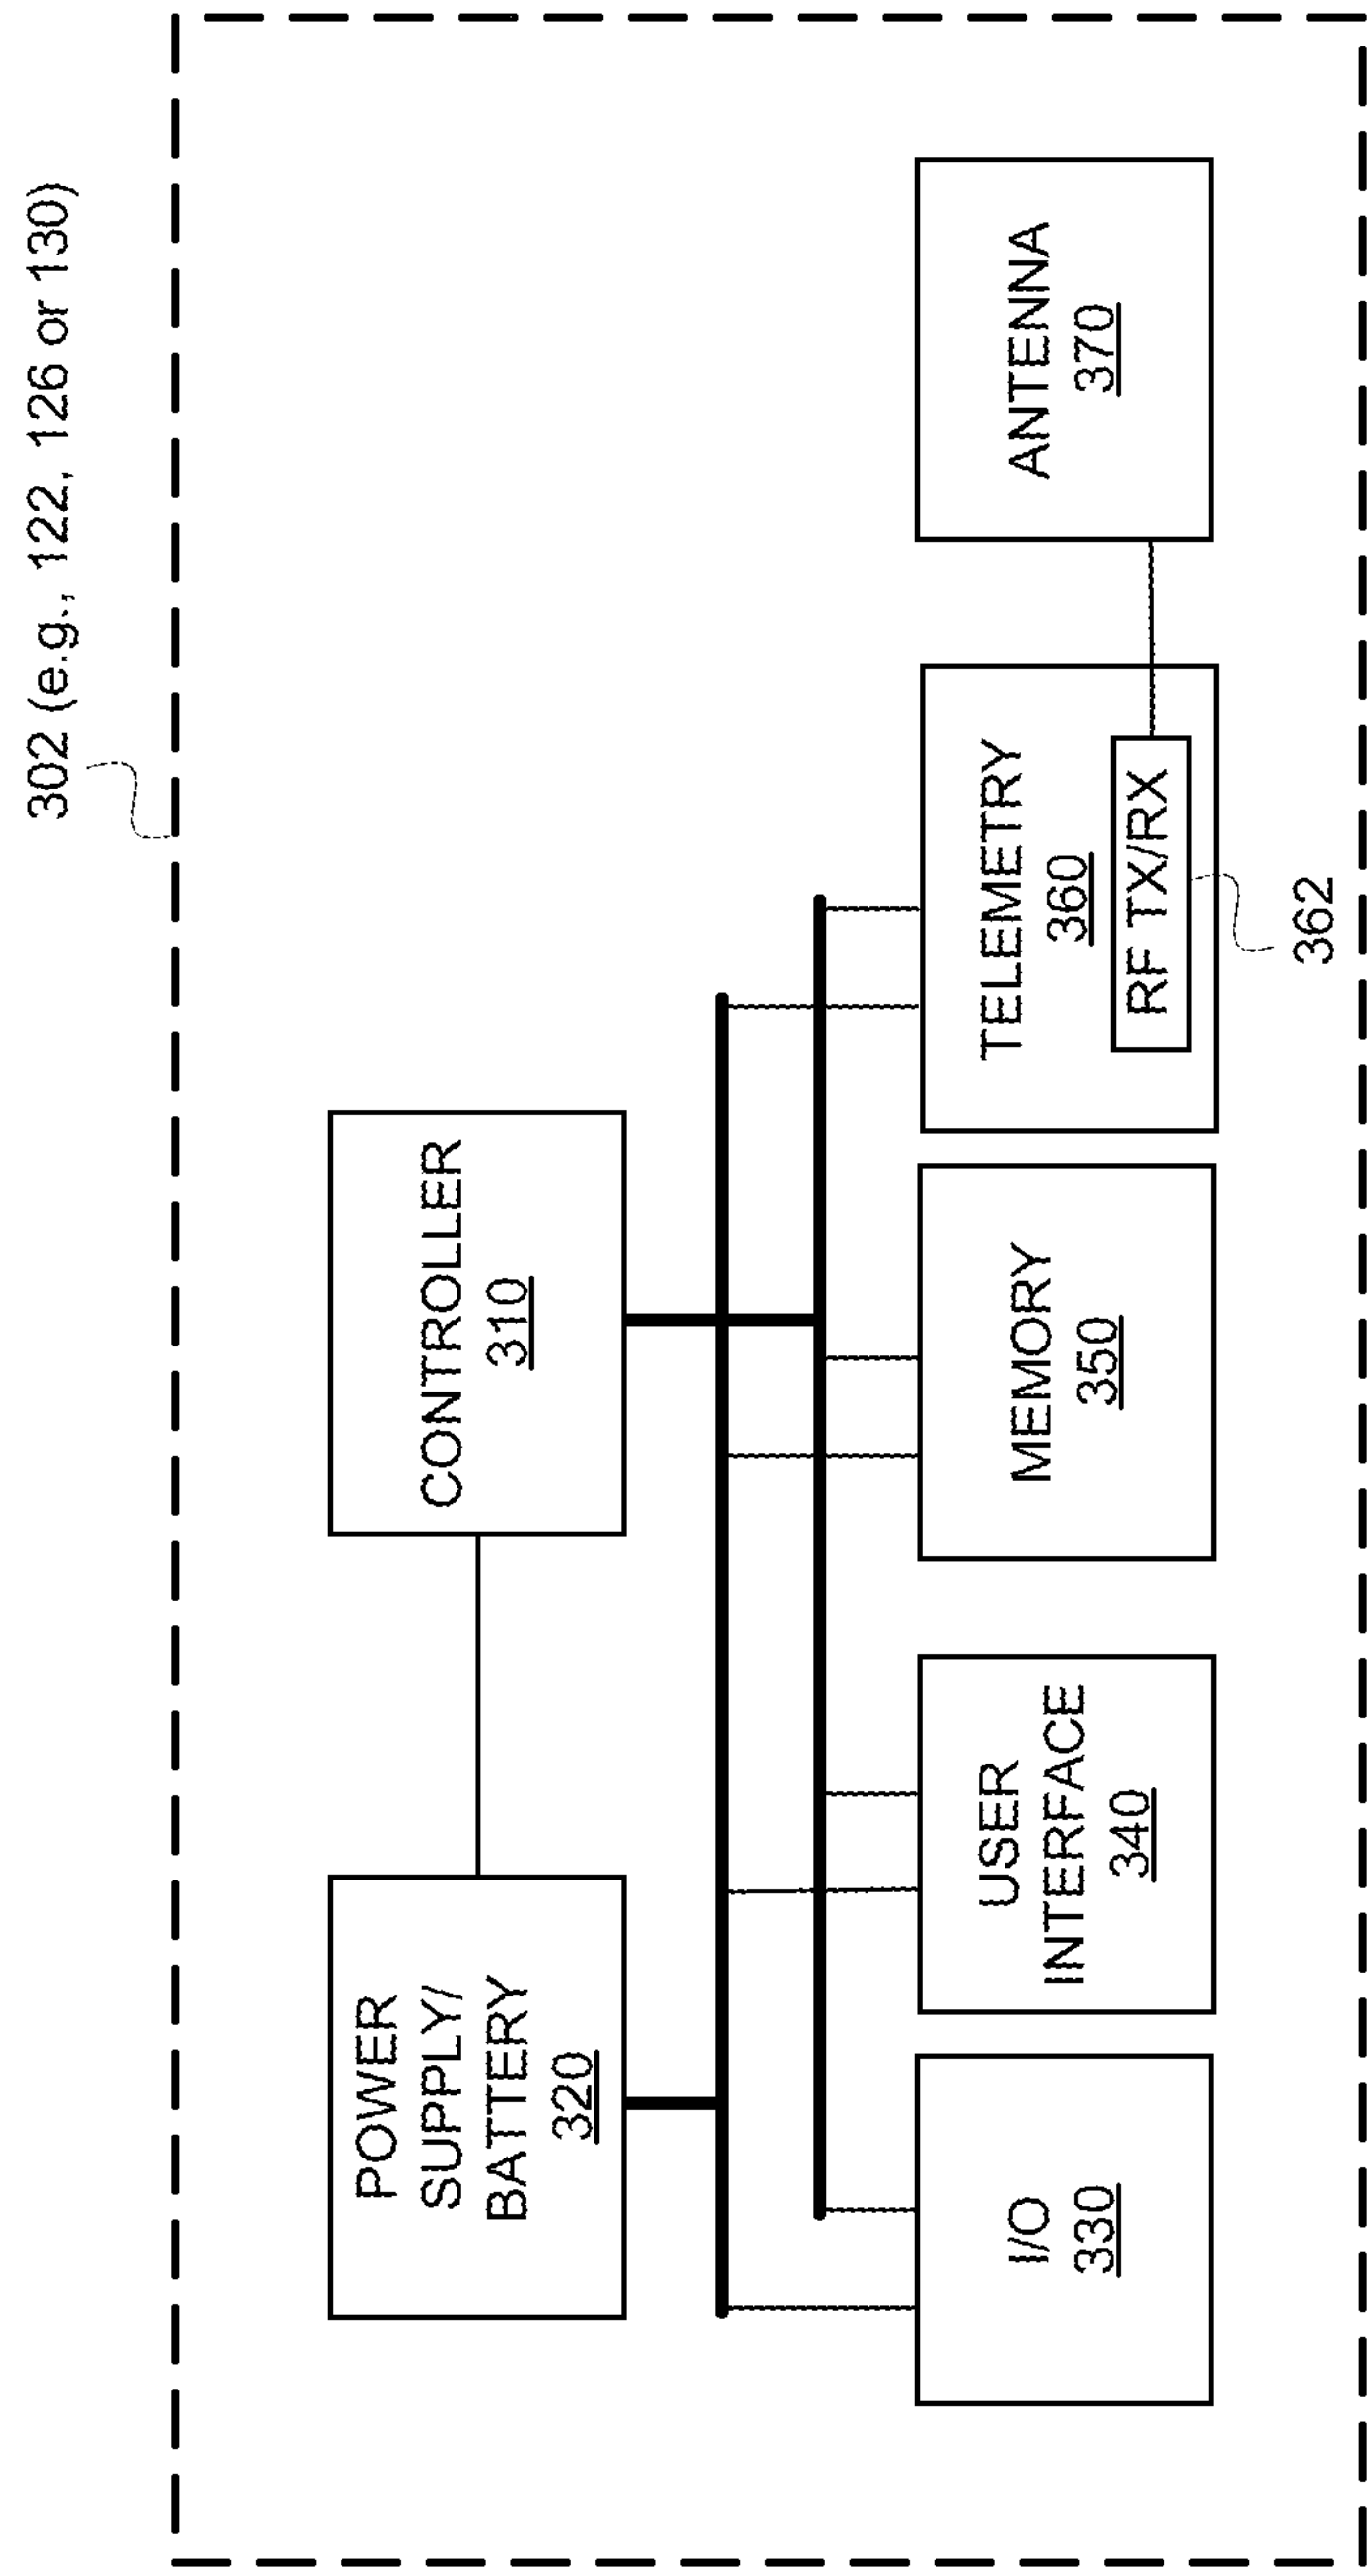 302 (e.g., 122, 126 or 130)
POWER
SUPPLY/
BATTERY
320
CONTROLLER
310
I/O
330
USER
INTERFACE
340
MEMORY
350
TELEMETRY
360
RF TX/RX
362
ANTENNA
370